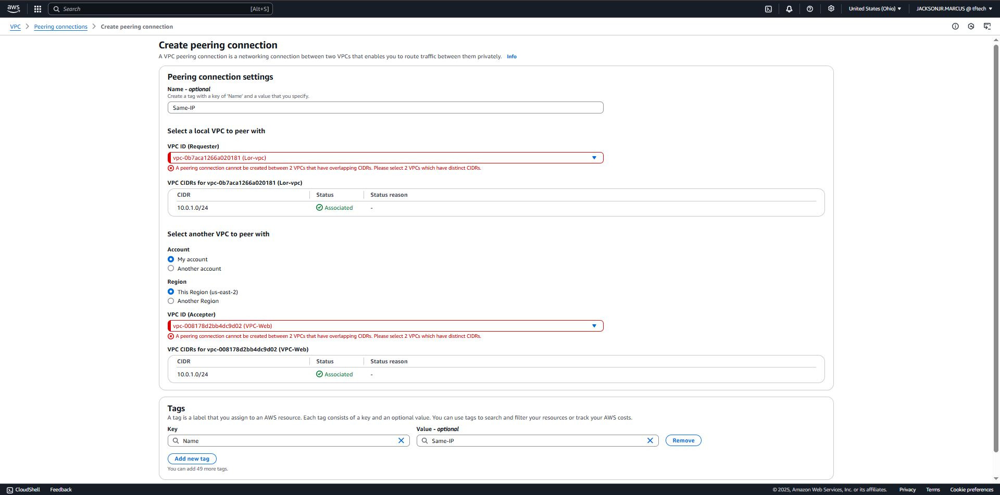 aws
Search [Alt+S]
United States (Ohio)
JACKSONJR.MARCUS @ tftech
VPC > Peering connections > Create peering connection
Create peering connection
A VPC peering connection is a networking connection between two VPCs that enables you to route traffic between them privately. Info
Peering connection settings
Name - optional
Create a tag with a key of 'Name' and a value that you specify.
Same-IP
Select a local VPC to peer with
VPC ID (Requester)
vpc-0b7aca1266a020181 (Lor-vpc)
A peering connection cannot be created between 2 VPCs that have overlapping CIDRs. Please select 2 VPCs which have distinct CIDRs.
VPC CIDRs for vpc-0b7aca1266a020181 (Lor-vpc)
CIDR Status Status reason
10.0.1.0/24 Associated -
Select another VPC to peer with
Account
My account
Another account
Region
This Region (us-east-2)
Another Region
VPC ID (Accepter)
vpc-008178d2bb4dc9d02 (VPC-Web)
A peering connection cannot be created between 2 VPCs that have overlapping CIDRs. Please select 2 VPCs which have distinct CIDRs.
VPC CIDRs for vpc-008178d2bb4dc9d02 (VPC-Web)
CIDR Status Status reason
10.0.1.0/24 Associated -
Tags
A tag is a label that you assign to an AWS resource. Each tag consists of a key and an optional value. You can use tags to search and filter your resources or track your AWS costs.
Key Value - optional
Name Same-IP Remove
Add new tag
You can add 49 more tags.
CloudShell Feedback © 2025, Amazon Web Services, Inc. or its affiliates. Privacy Terms Cookie preferences